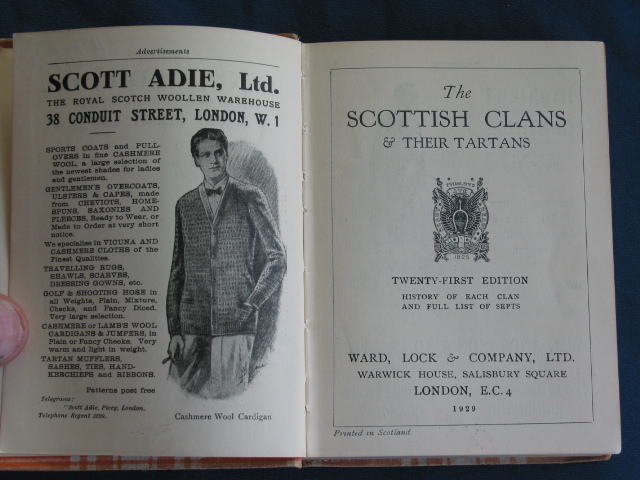 Advertisements
SCOTT ADIE, Ltd.
THE ROYAL SCOTCH WOOLLEN WAREHOUSE
38 CONDUIT STREET, LONDON, W. 1
SPORTS COATS and PULL-
OVERS in fine CASHMERE
WOOL, a large selection of
the newest shades for ladies
and gentlemen.
GENTLEMEN'S OVERCOATS,
ULSTERS & CAPES, made
from CHEVIOTS, HOME-
SPUNS, SAXONIES AND
FLEECES, Ready to Wear, or
Made to Order at very short
notice.
We specialise in VICUNA AND
CASHMERE CLOTHS of the
Finest Qualities.
TRAVELLING RUGS,
SHAWLS, SCARVES,
DRESSING GOWNS, etc.
GOLF & SHOOTING HOSE in
all Weights, Plain, Mixture,
Checks, and Fancy Diced.
Very large selection.
CASHMERE or LAMB'S WOOL
CARDIGANS & JUMPERS, in
Plain or Fancy Checks. Very
warm and light in weight.
TARTAN MUFFLERS,
SASHES, TIES, HAND-
KERCHIEFS and RIBBONS.
Patterns post free
Telegrams:
"Scott Adie, Piccy, London,
Telephone Regent
Cashmere Wool Cardigan
The
SCOTTISH CLANS
& THEIR TARTANS
1825
TWENTY-FIRST EDITION
HISTORY OF EACH CLAN
AND FULL LIST OF SEPTS
WARD, LOCK & COMPANY, LTD.
WARWICK HOUSE, SALISBURY SQUARE
LONDON, E.C. 4
1929
Printed in Scotland